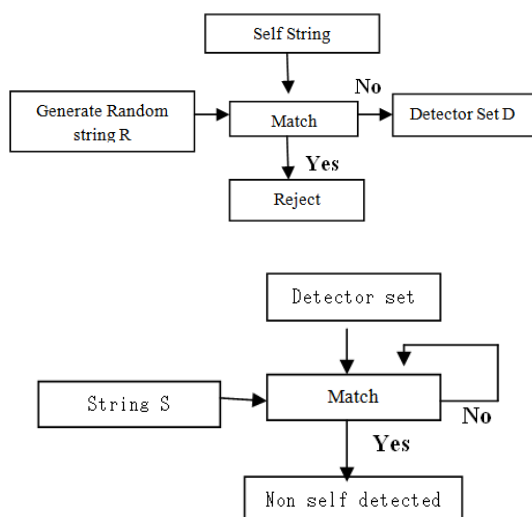 Self String
No
Generate Random
string R
Match
Detector Set D
Yes
Reject
Detector set
String S
Match
No
Yes
Non self detected